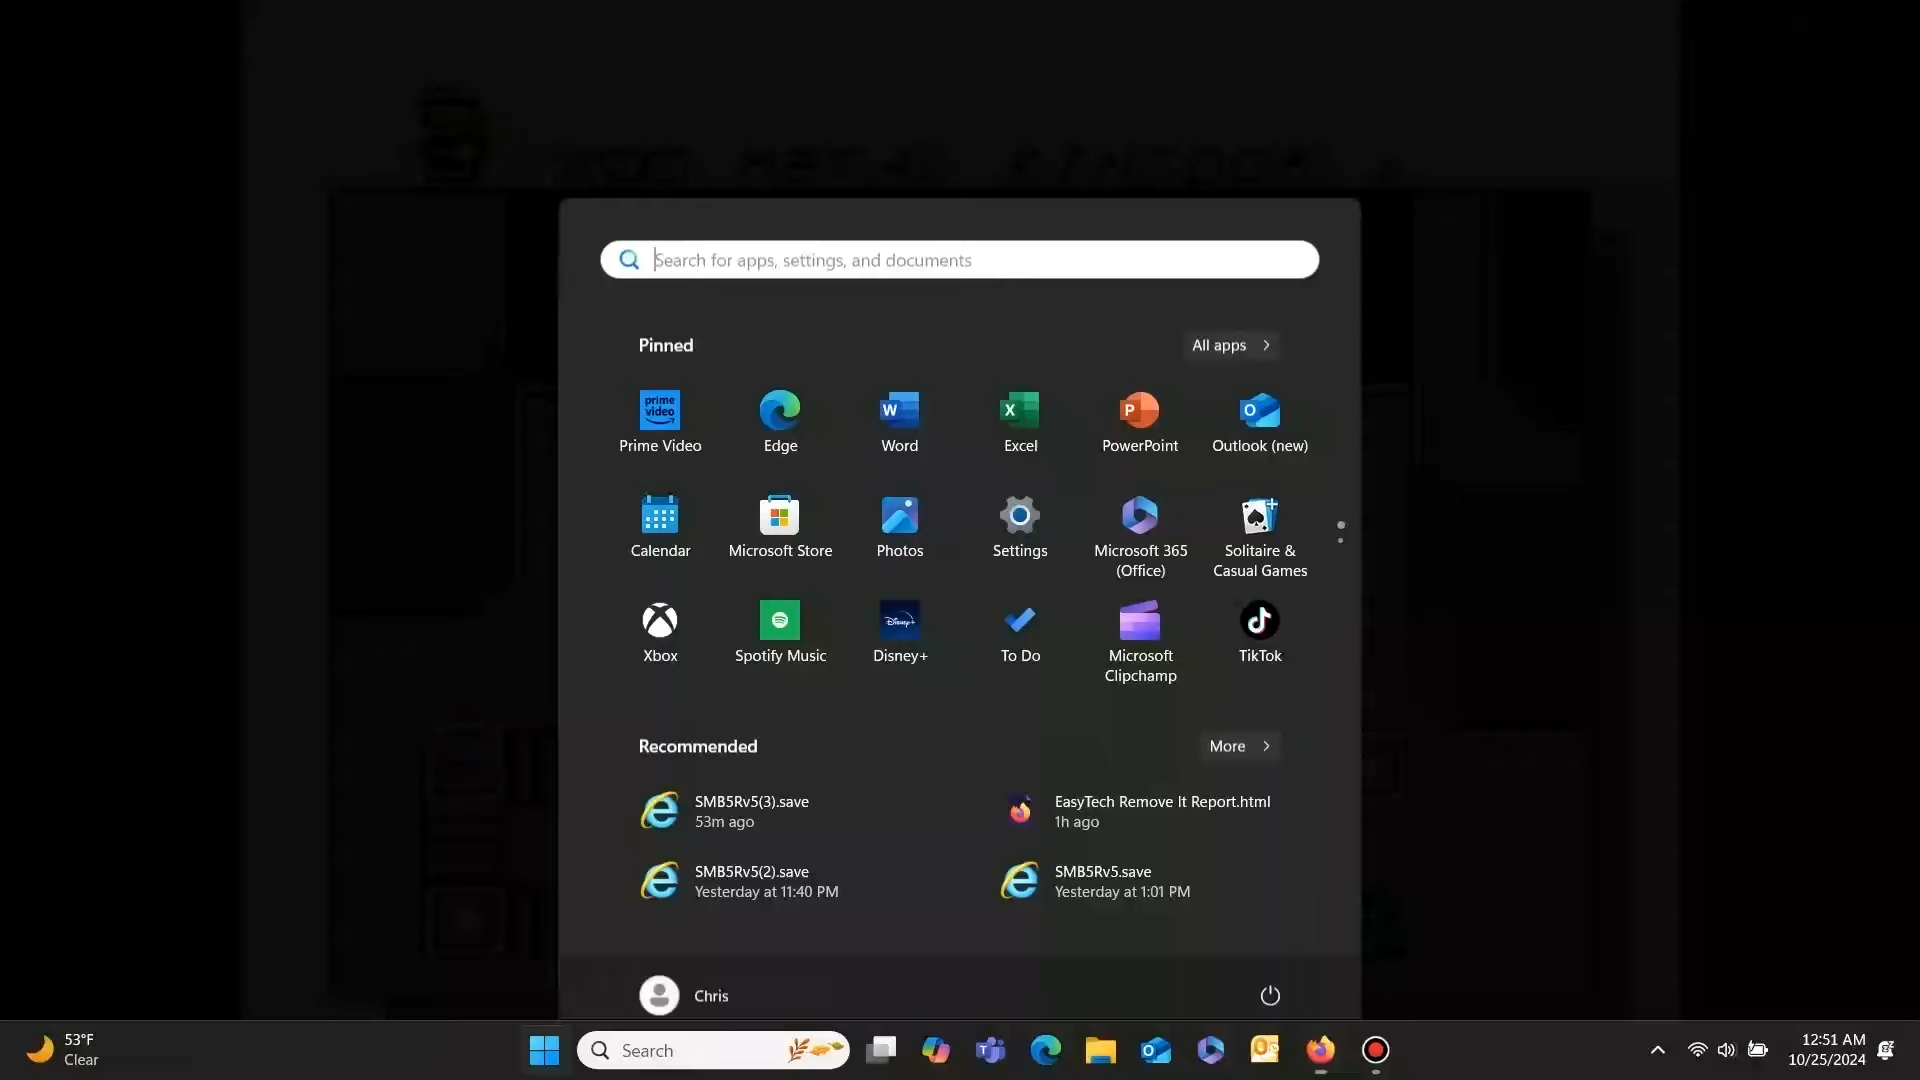 Search for apps, settings, and documents
Pinned
All apps
prime
video
Prime Video
Edge
W
Word
X
Excel
P
PowerPoint
O
Outlook (new)
Calendar
Microsoft Store
Photos
Settings
Microsoft 365
(Office)
Solitaire &
Casual Games
Xbox
Spotify Music
Disney+
Disney+
To Do
Microsoft
Clipchamp
TikTok
Recommended
More
SMB5Rv5(3).save
53m ago
EasyTech Remove It Report.html
1h ago
SMB5Rv5(2).save
Yesterday at 11:40 PM
SMB5Rv5.save
Yesterday at 1:01 PM
Chris
53°F
Clear
Search
12:51 AM
10/25/2024